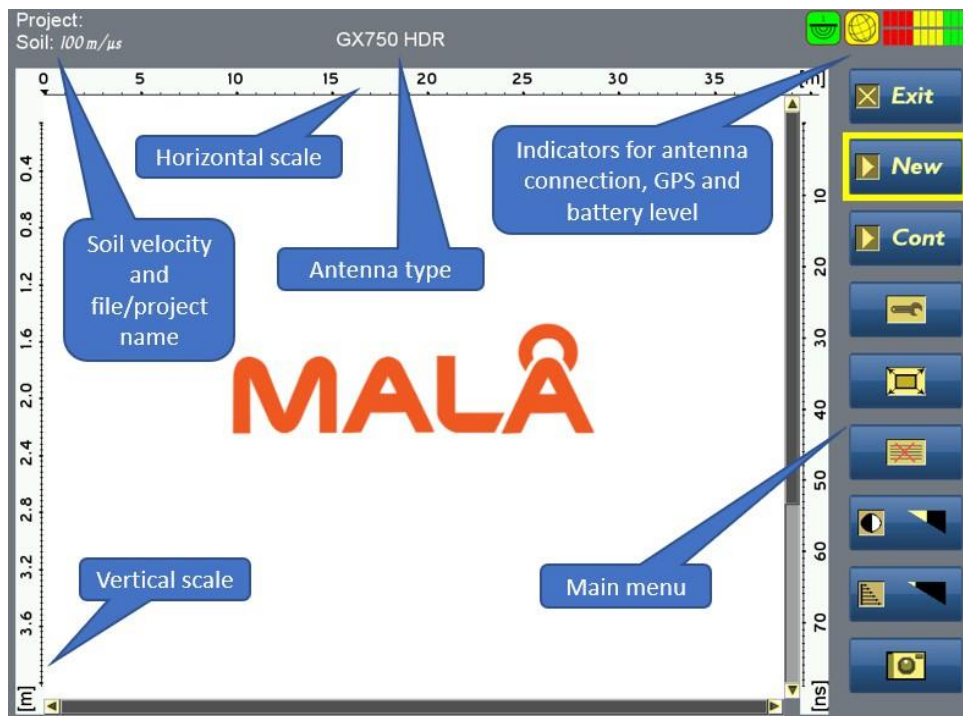 Project:
Soil: 100 m/µs
GX750 HDR
0 5 10 15 20 25 30 35 [m]
Exit
New
Cont
Horizontal scale
Indicators for antenna
connection, GPS and
battery level
Soil velocity
and
file/project
name
Antenna type
MALÅ
Vertical scale
Main menu
0.4
0.8
1.2
1.6
2.0
2.4
2.8
3.2
3.6
[m]
10
20
30
40
50
60
70
[ns]